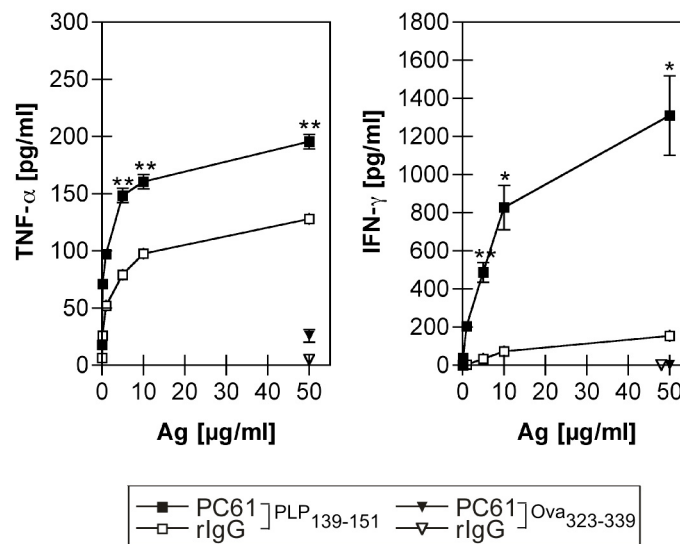 TNF-α [pg/ml]
300
250
200
150
100
50
0
** ** **
0 10 20 30 40 50
Ag [µg/ml]
IFN-γ [pg/ml]
1800
1600
1400
1200
1000
800
600
400
200
0
** * *
0 10 20 30 40 50
Ag [µg/ml]
PC61 ] PLP139-151
rIgG
PC61 ] Ova323-339
rIgG